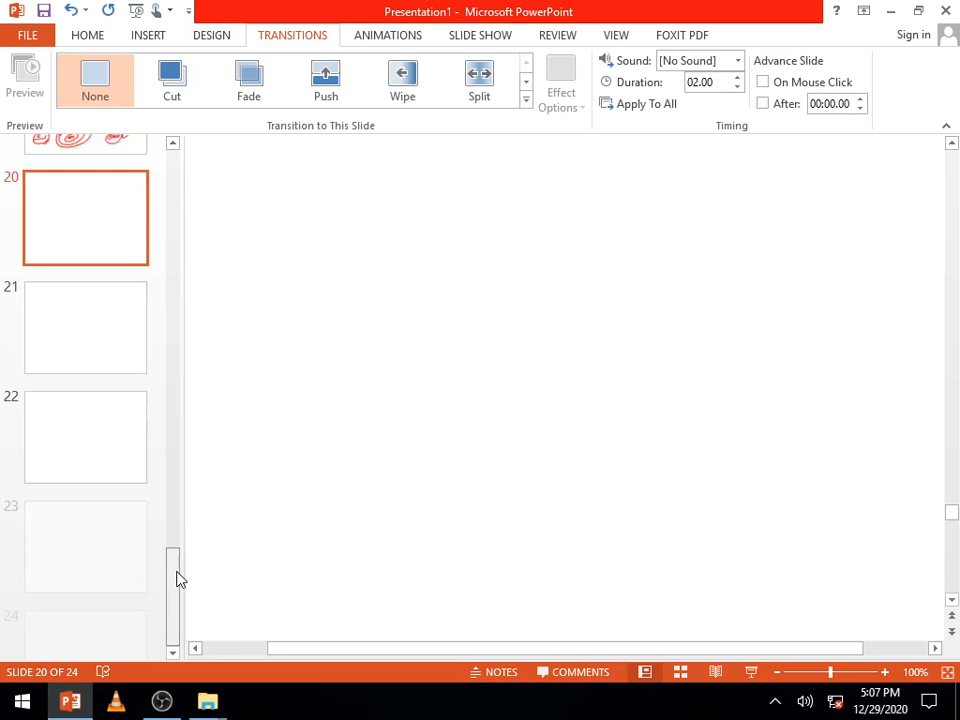 Presentation1 - Microsoft PowerPoint
?
FILE HOME INSERT DESIGN TRANSITIONS ANIMATIONS SLIDE SHOW REVIEW VIEW FOXIT PDF Sign in
Preview None Cut Fade Push Wipe Split Effect Options
Sound: [No Sound] Advance Slide
Duration: 02.00 On Mouse Click
Apply To All After: 00:00.00
Preview Transition to This Slide Timing
20
21
22
23
24
SLIDE 20 OF 24 NOTES COMMENTS 100%
5:07 PM
12/29/2020